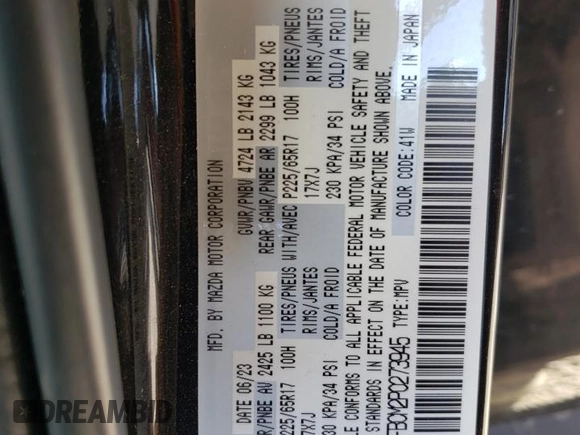 MFD. BY MAZDA MOTOR CORPORATION
DATE 06/23 GVWR/PNBV 4724 LB 2143 KG
/PNBE AV 2425 LB 1100 KG REAR GAWR/PNBE AR 2299 LB 1043 KG
225/65R17 100H TIRES/PNEUS WITH/AVEC P225/65R17 100H TIRES/PNEUS
17X7J RIMS/JANTES 17X7J RIMS/JANTES
230 KPA/34 PSI COLD/A FROID 230 KPA/34 PSI COLD/A FROID
LE CONFORMS TO ALL APPLICABLE FEDERAL MOTOR VEHICLE SAFETY AND THEFT
STANDARDS IN EFFECT ON THE DATE OF MANUFACTURE SHOWN ABOVE.
BCM2P0273945 TYPE:MPV COLOR CODE:41W MADE IN JAPAN
DREAMBID